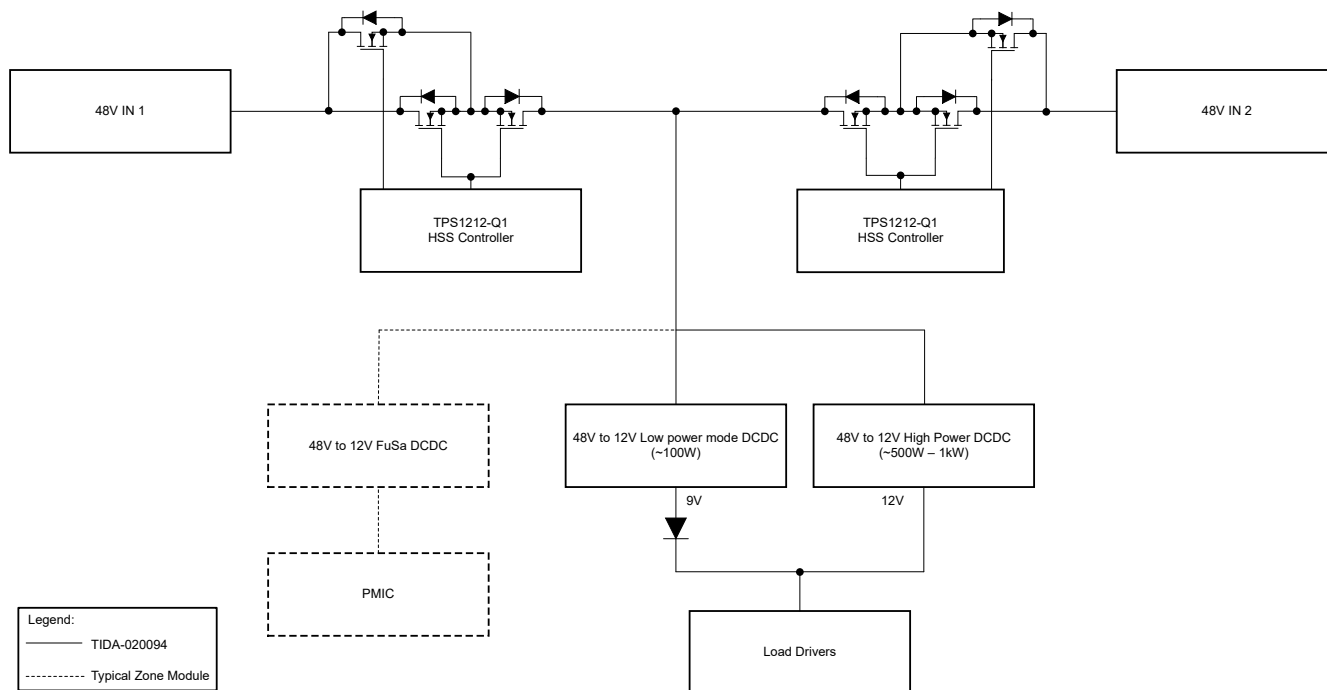 48V IN 1
48V IN 2
TPS1212-Q1
HSS Controller
TPS1212-Q1
HSS Controller
48V to 12V FuSa DCDC
48V to 12V Low power mode DCDC
(~100W)
48V to 12V High Power DCDC
(~500W – 1kW)
9V
12V
PMIC
Load Drivers
Legend:
TIDA-020094
Typical Zone Module